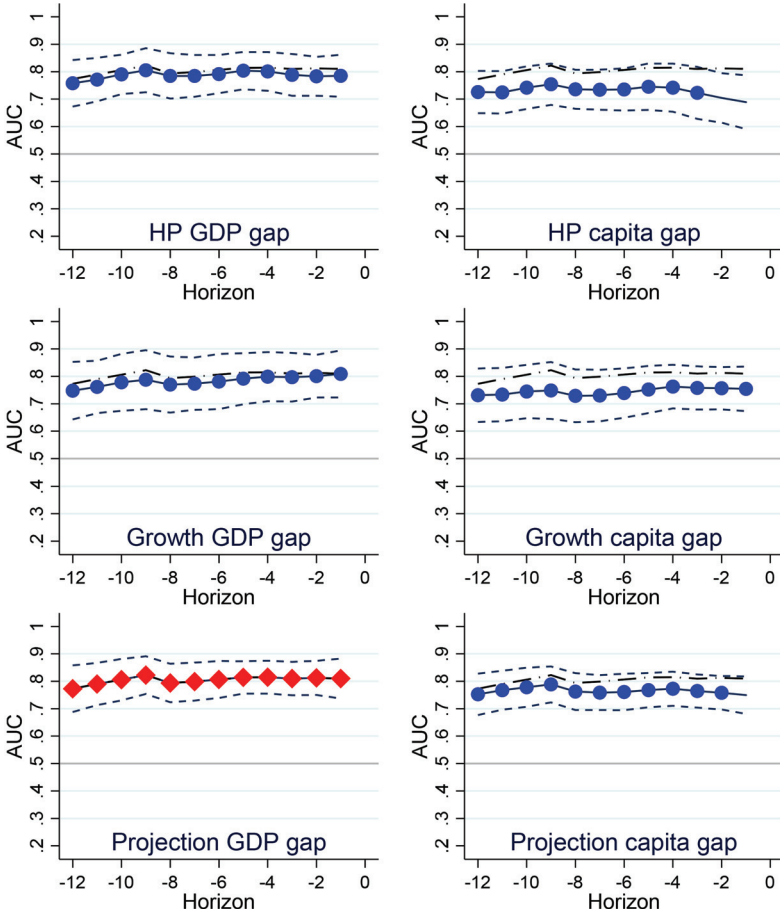 AUC
1
.9
.8
.7
.6
.5
.4
.3
.2
HP GDP gap
-12 -10 -8 -6 -4 -2 0
Horizon
AUC
1
.9
.8
.7
.6
.5
.4
.3
.2
HP capita gap
-12 -10 -8 -6 -4 -2 0
Horizon
AUC
1
.9
.8
.7
.6
.5
.4
.3
.2
Growth GDP gap
-12 -10 -8 -6 -4 -2 0
Horizon
AUC
1
.9
.8
.7
.6
.5
.4
.3
.2
Growth capita gap
-12 -10 -8 -6 -4 -2 0
Horizon
AUC
1
.9
.8
.7
.6
.5
.4
.3
.2
Projection GDP gap
-12 -10 -8 -6 -4 -2 0
Horizon
AUC
1
.9
.8
.7
.6
.5
.4
.3
.2
Projection capita gap
-12 -10 -8 -6 -4 -2 0
Horizon